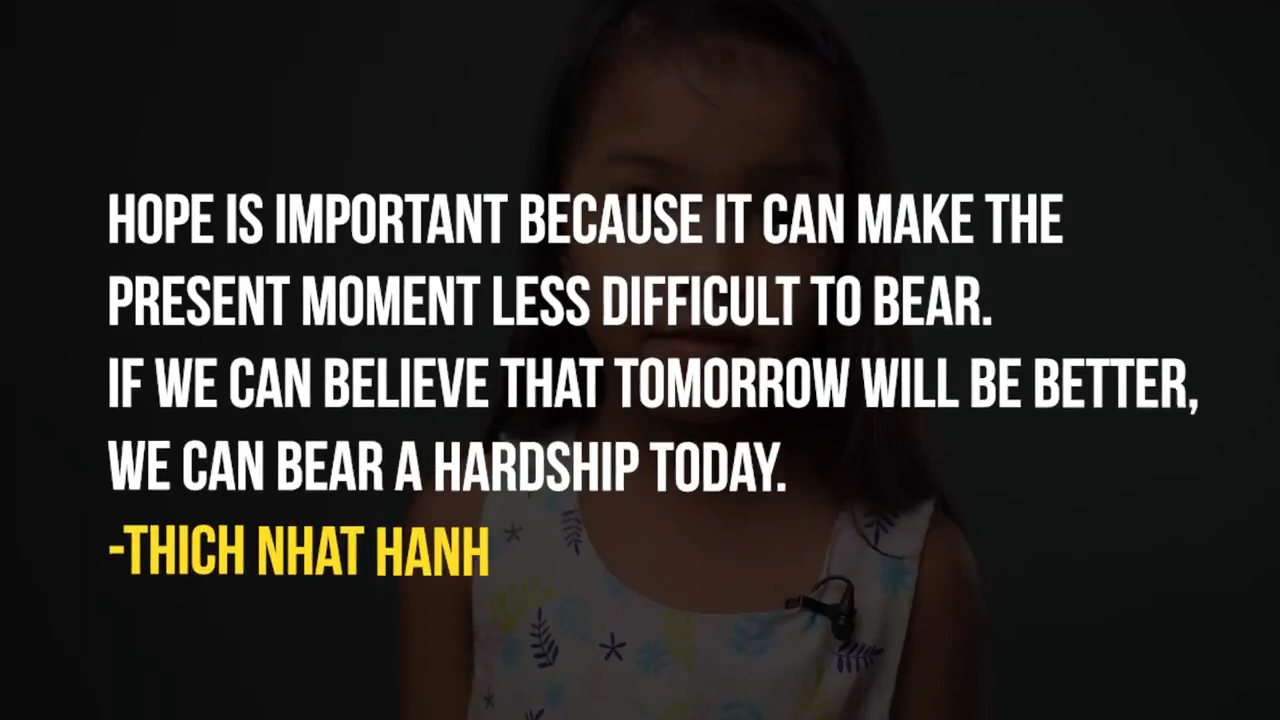 HOPE IS IMPORTANT BECAUSE IT CAN MAKE THE
PRESENT MOMENT LESS DIFFICULT TO BEAR.
IF WE CAN BELIEVE THAT TOMORROW WILL BE BETTER,
WE CAN BEAR A HARDSHIP TODAY.
-THICH NHAT HANH